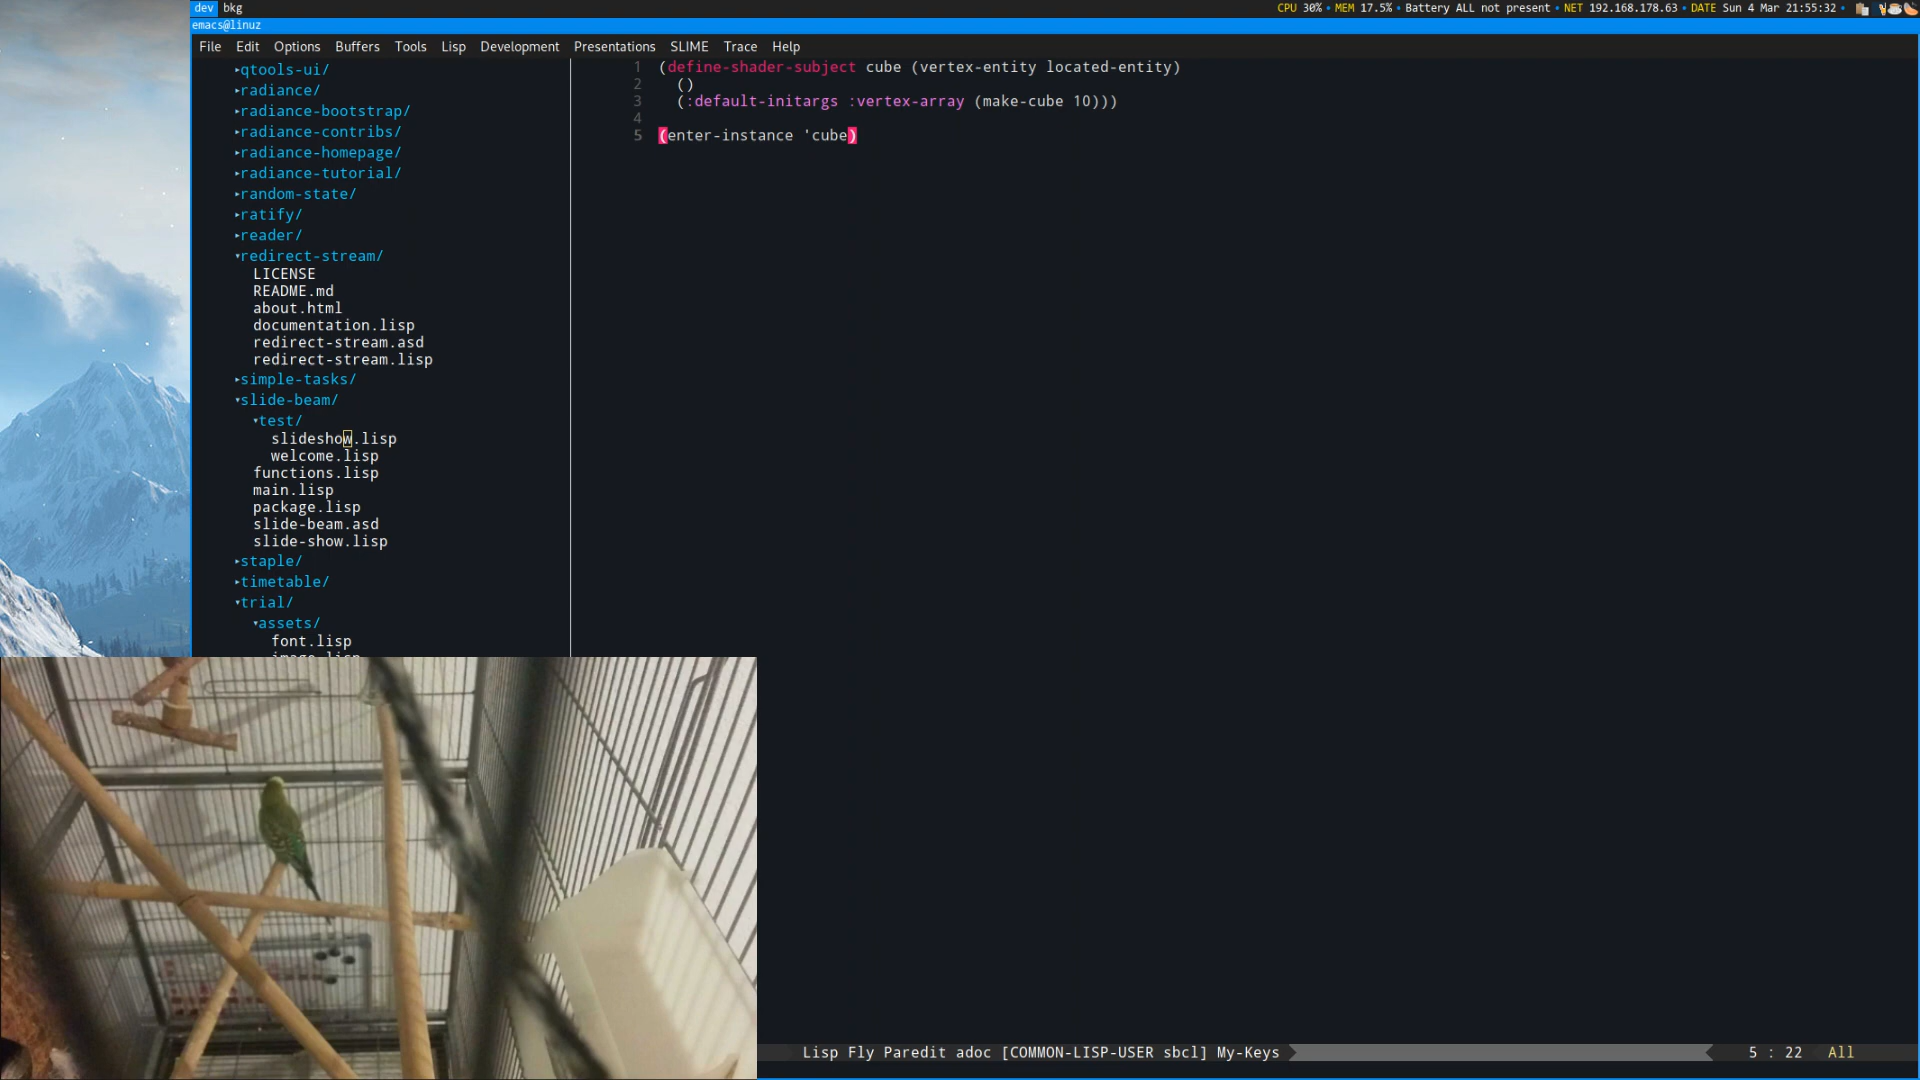 dev bkg
CPU 30% • MEM 17.5% • Battery ALL not present • NET 192.168.178.63 • DATE Sun 4 Mar 21:55:32 •
emacs@linuz
File Edit Options Buffers Tools Lisp Development Presentations SLIME Trace Help
▸qtools-ui/
▸radiance/
▸radiance-bootstrap/
▸radiance-contribs/
▸radiance-homepage/
▸radiance-tutorial/
▸random-state/
▸ratify/
▸reader/
▾redirect-stream/
LICENSE
README.md
about.html
documentation.lisp
redirect-stream.asd
redirect-stream.lisp
▸simple-tasks/
▾slide-beam/
▾test/
slideshow.lisp
welcome.lisp
functions.lisp
main.lisp
package.lisp
slide-beam.asd
slide-show.lisp
▸staple/
▸timetable/
▾trial/
▾assets/
font.lisp
image.lisp
1 (define-shader-subject cube (vertex-entity located-entity)
2 ()
3 (:default-initargs :vertex-array (make-cube 10)))
4
5 (enter-instance 'cube)
Lisp Fly Paredit adoc [COMMON-LISP-USER sbcl] My-Keys
5 : 22 All